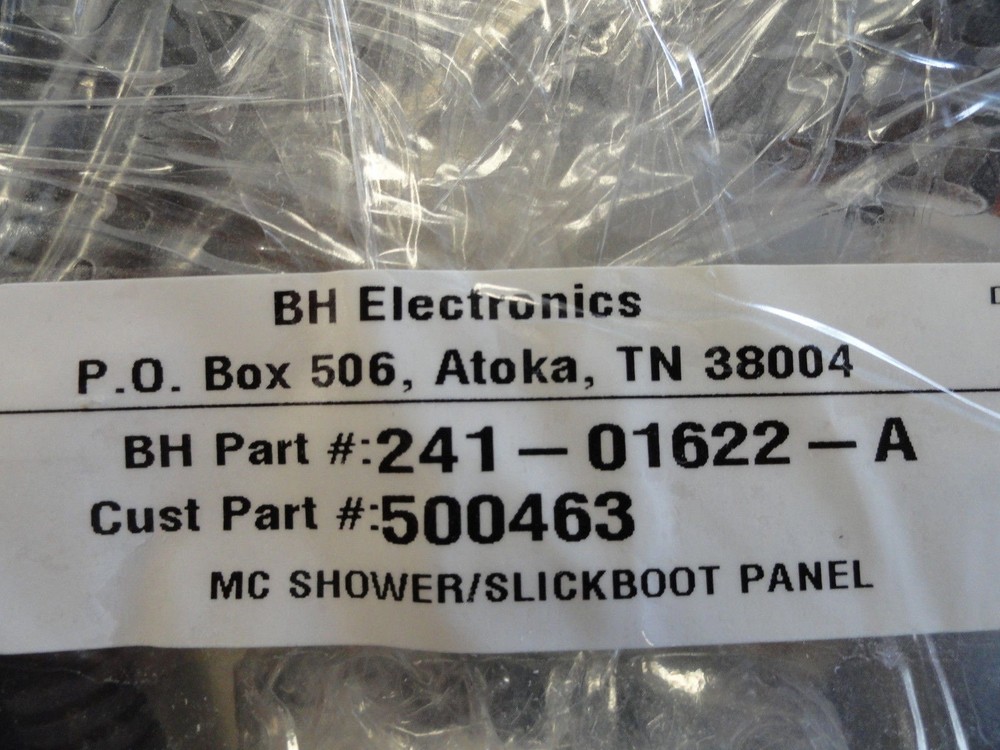 BH Electronics
P.O. Box 506, Atoka, TN 38004
BH Part #:241-01622-A
Cust Part #:500463
MC SHOWER/SLICKBOOT PANEL